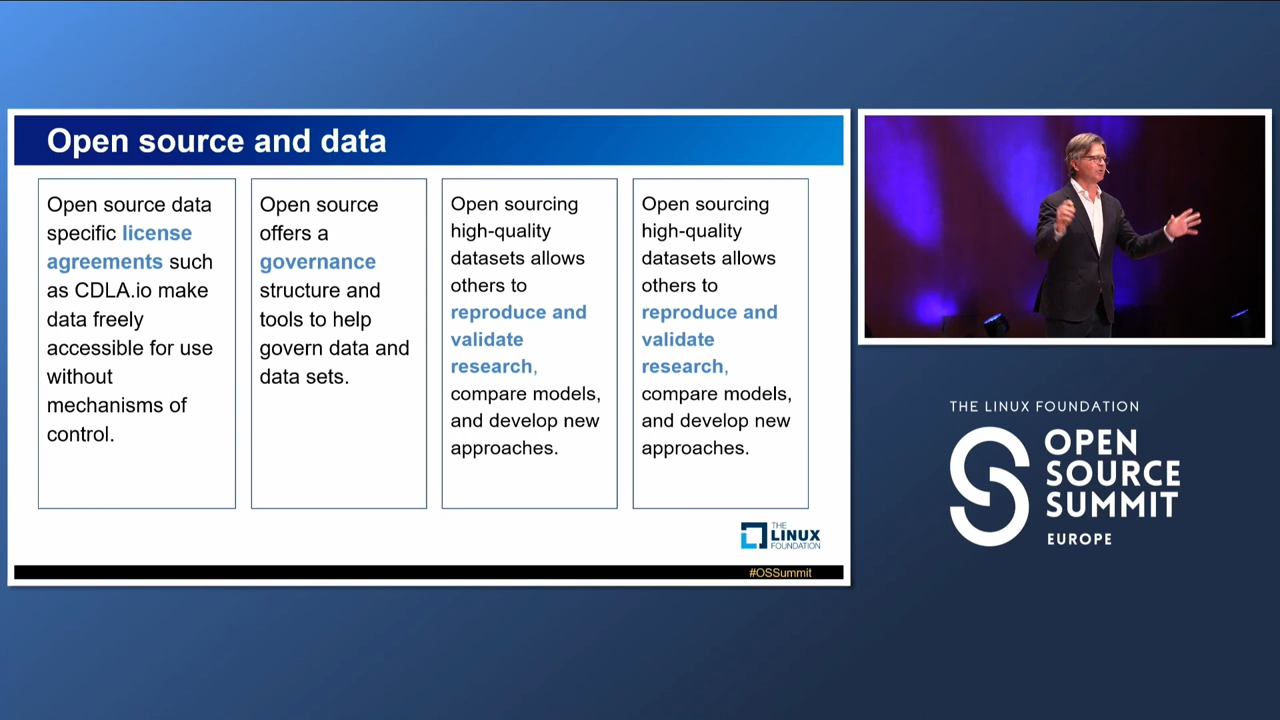 Open source and data
Open source data
specific license
agreements such
as CDLA.io make
data freely
accessible for use
without
mechanisms of
control.
Open source
offers a
governance
structure and
tools to help
govern data and
data sets.
Open sourcing
high-quality
datasets allows
others to
reproduce and
validate
research,
compare models,
and develop new
approaches.
Open sourcing
high-quality
datasets allows
others to
reproduce and
validate
research,
compare models,
and develop new
approaches.
THE
LINUX
FOUNDATION
#OSSummit
THE LINUX FOUNDATION
OPEN
SOURCE
SUMMIT
EUROPE